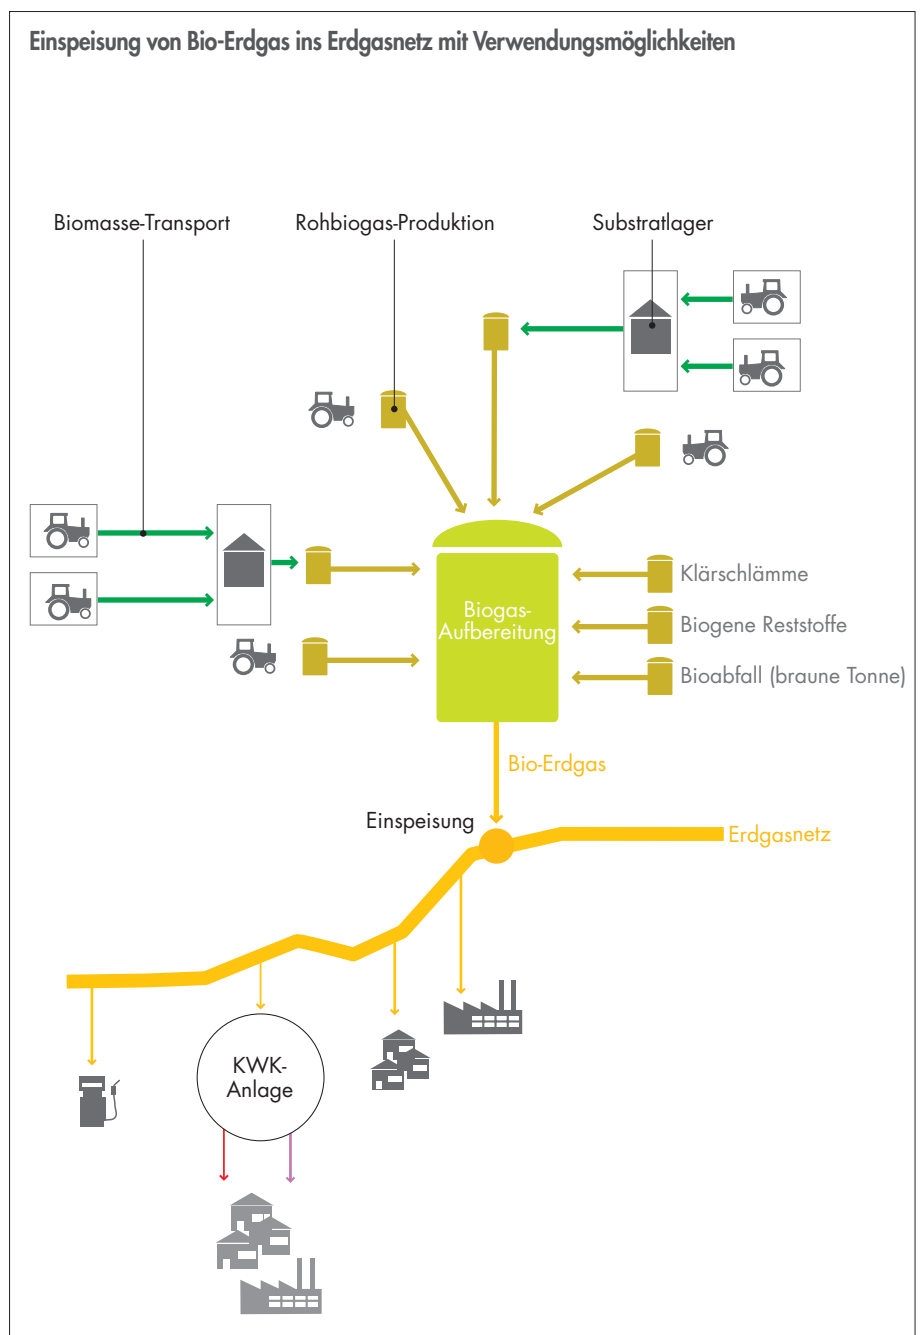 Einspeisung von Bio-Erdgas ins Erdgasnetz mit Verwendungsmöglichkeiten
Biomasse-Transport
Rohbiogas-Produktion
Substratlager
Biogas-
Aufbereitung
Klärschlämme
Biogene Reststoffe
Bioabfall (braune Tonne)
Bio-Erdgas
Einspeisung
Erdgasnetz
KWK-
Anlage